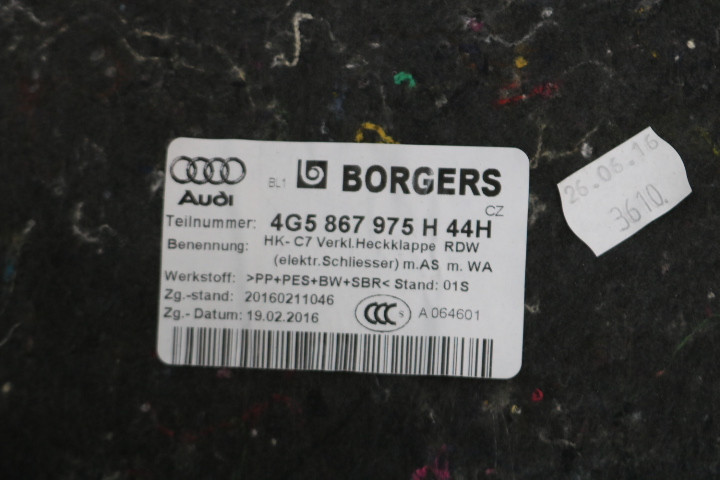 Audi
BL1 BORGERS
CZ
Teilnummer: 4G5 867 975 H 44H
Benennung: HK- C7 Verkl.Heckklappe RDW
(elektr.Schliesser) m.AS m. WA
Werkstoff: >PP+PES+BW+SBR< Stand: 01S
Zg.-stand: 20160211046
Zg.- Datum: 19.02.2016
CCC S A 064601
26.05.16
3610.